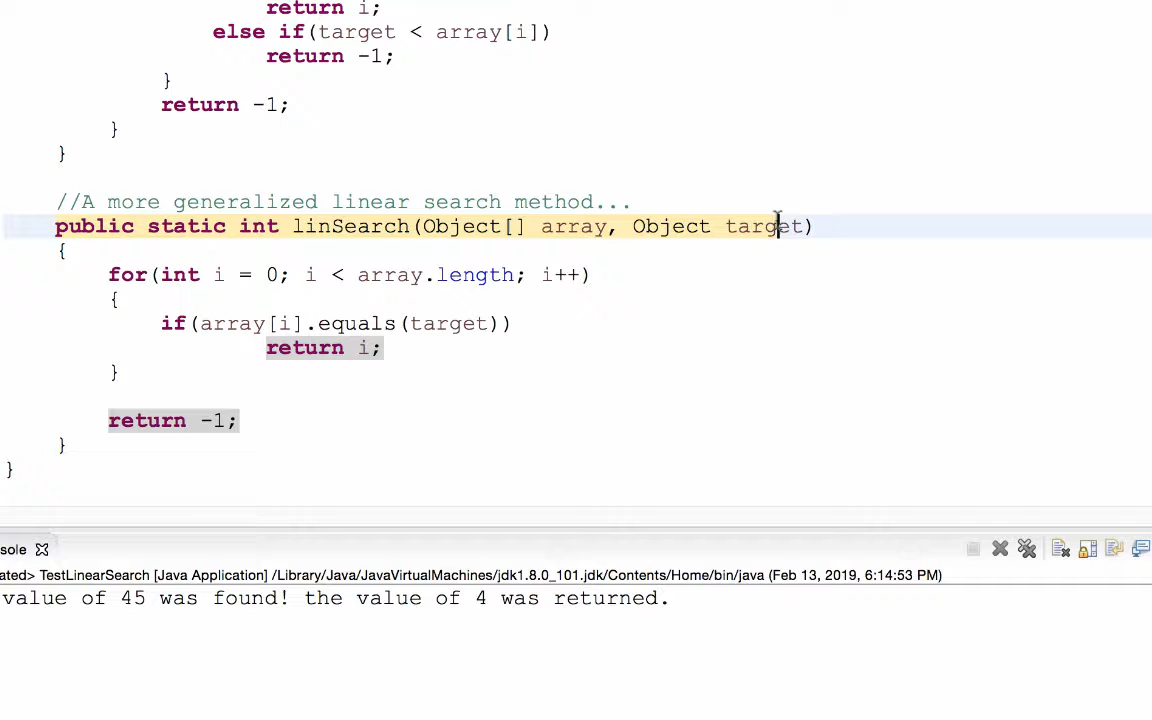 return i;
else if(target < array[i])
return -1;
}
return -1;
}
}
//A more generalized linear search method...
public static int linSearch(Object[] array, Object target)
{
for(int i = 0; i < array.length; i++)
{
if(array[i].equals(target))
return i;
}
return -1;
}
}
sole
ated> TestLinearSearch [Java Application] /Library/Java/JavaVirtualMachines/jdk1.8.0_101.jdk/Contents/Home/bin/java (Feb 13, 2019, 6:14:53 PM)
value of 45 was found! the value of 4 was returned.